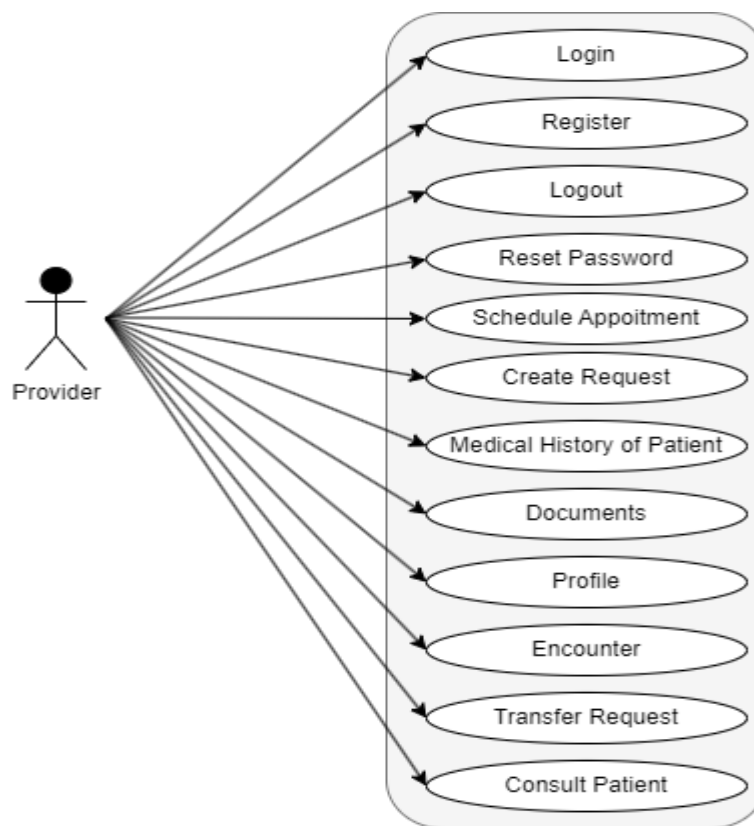 Login
Register
Logout
Reset Password
Schedule Appoitment
Create Request
Provider
Medical History of Patient
Documents
Profile
Encounter
Transfer Request
Consult Patient